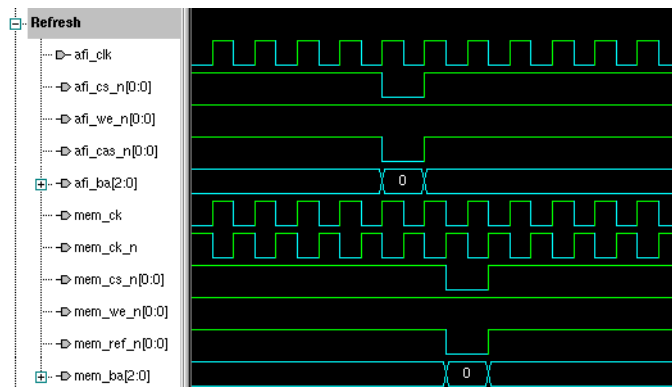 Refresh
afi_clk
afi_cs_n[0:0]
afi_we_n[0:0]
afi_cas_n[0:0]
afi_ba[2:0] 0
mem_ck
mem_ck_n
mem_cs_n[0:0]
mem_we_n[0:0]
mem_ref_n[0:0]
mem_ba[2:0] 0